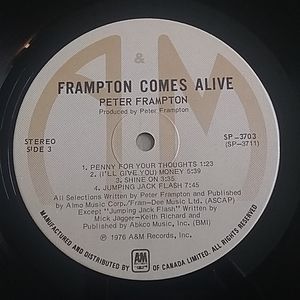 &
FRAMPTON COMES ALIVE
PETER FRAMPTON
Produced by Peter Frampton
STEREO
SIDE 3
SP-3703
(SP-3711)
1. PENNY FOR YOUR THOUGHTS 1:23
2. (I'LL GIVE YOU) MONEY 5:39
3. SHINE ON 3:35
4. JUMPING JACK FLASH 7:45
All Selections Written by Peter Frampton and Published
by Almo Music Corp./Fram-Dee Music Ltd. (ASCAP)
Except "Jumping Jack Flash" Written by
Mick Jagger-Keith Richard and
Published by Abkco Music, Inc. (BMI)
℗ 1976 A&M Records, Inc.
MANUFACTURED AND DISTRIBUTED BY A&M RECORDS OF CANADA LIMITED. ALL RIGHTS RESERVED